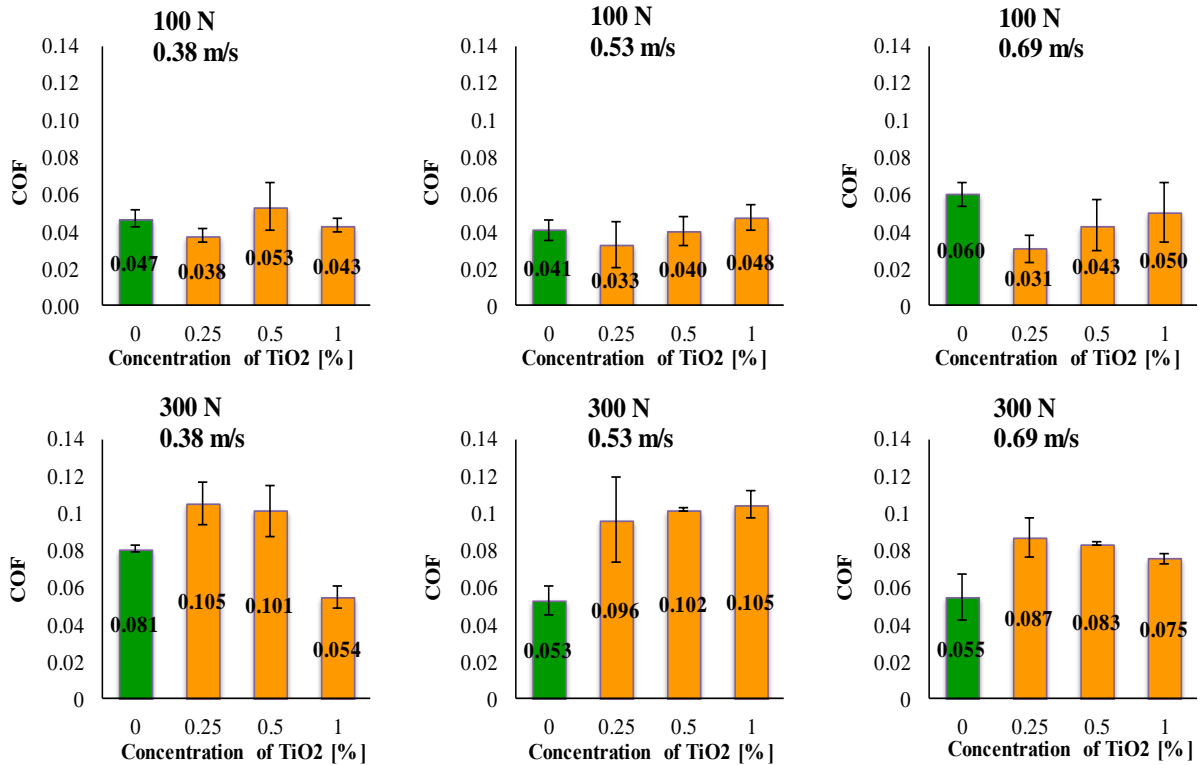 100 N
0.38 m/s
0.14
0.12
0.1
0.08
0.06
0.04
0.02
0.00
COF
0.047
0.038
0.053
0.043
0 0.25 0.5 1
Concentration of TiO2 [%]
100 N
0.53 m/s
0.14
0.12
0.1
0.08
0.06
0.04
0.02
0
COF
0.041
0.033
0.040
0.048
0 0.25 0.5 1
Concentration of TiO2 [%]
100 N
0.69 m/s
0.14
0.12
0.1
0.08
0.06
0.04
0.02
0
COF
0.060
0.031
0.043
0.050
0 0.25 0.5 1
Concentration of TiO2 [%]
300 N
0.38 m/s
0.14
0.12
0.1
0.08
0.06
0.04
0.02
0
COF
0.081
0.105
0.101
0.054
0 0.25 0.5 1
Concentration of TiO2 [%]
300 N
0.53 m/s
0.14
0.12
0.1
0.08
0.06
0.04
0.02
0
COF
0.053
0.096
0.102
0.105
0 0.25 0.5 1
Concentration of TiO2 [%]
300 N
0.69 m/s
0.14
0.12
0.1
0.08
0.06
0.04
0.02
0
COF
0.055
0.087
0.083
0.075
0 0.25 0.5 1
Concentration of TiO2 [%]